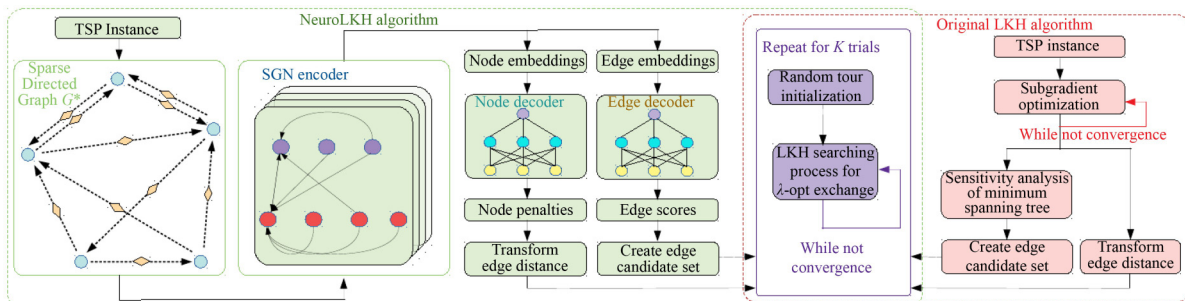 NeuroLKH algorithm
TSP Instance
Sparse
Directed
Graph G*
SGN encoder
Node embeddings
Edge embeddings
Node decoder
Edge decoder
Node penalties
Edge scores
Transform
edge distance
Create edge
candidate set
Repeat for K trials
Random tour
initialization
LKH searching
process for
λ-opt exchange
While not
convergence
Original LKH algorithm
TSP instance
Subgradient
optimization
While not convergence
Sensitivity analysis
of minimum
spanning tree
Create edge
candidate set
Transform
edge distance